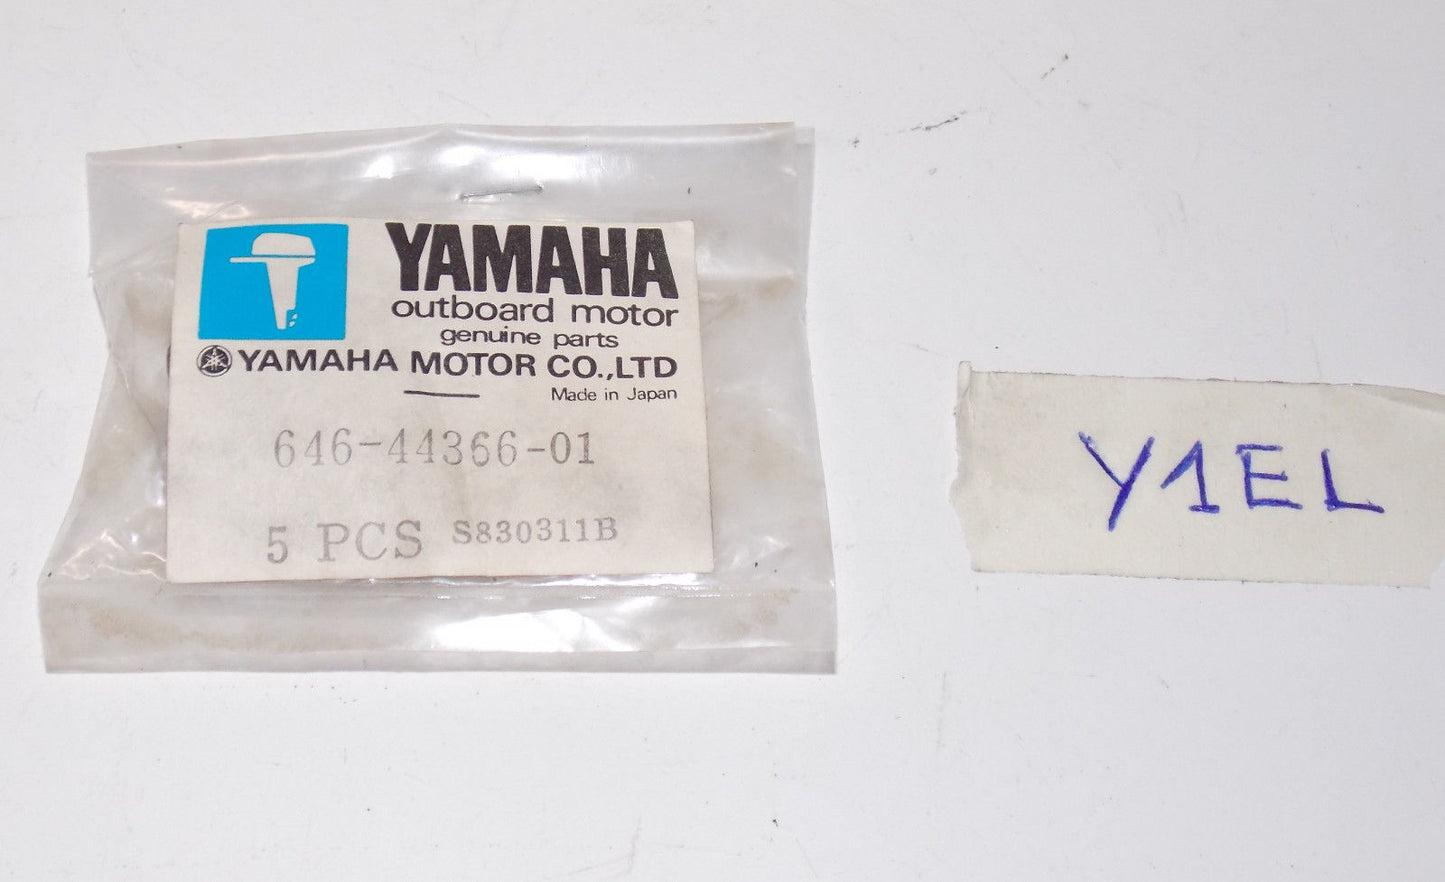 YAMAHA
outboard motor
genuine parts
YAMAHA MOTOR CO.,LTD
Made in Japan
646-44366-01
5 PCS S830311B
Y1EL